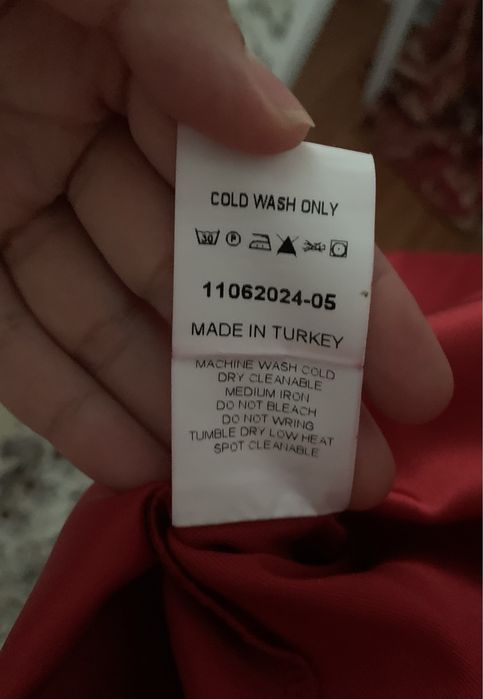 COLD WASH ONLY
30 P
11062024-05
MADE IN TURKEY
MACHINE WASH COLD
DRY CLEANABLE
MEDIUM IRON
DO NOT BLEACH
DO NOT WRING
TUMBLE DRY LOW HEAT
SPOT CLEANABLE